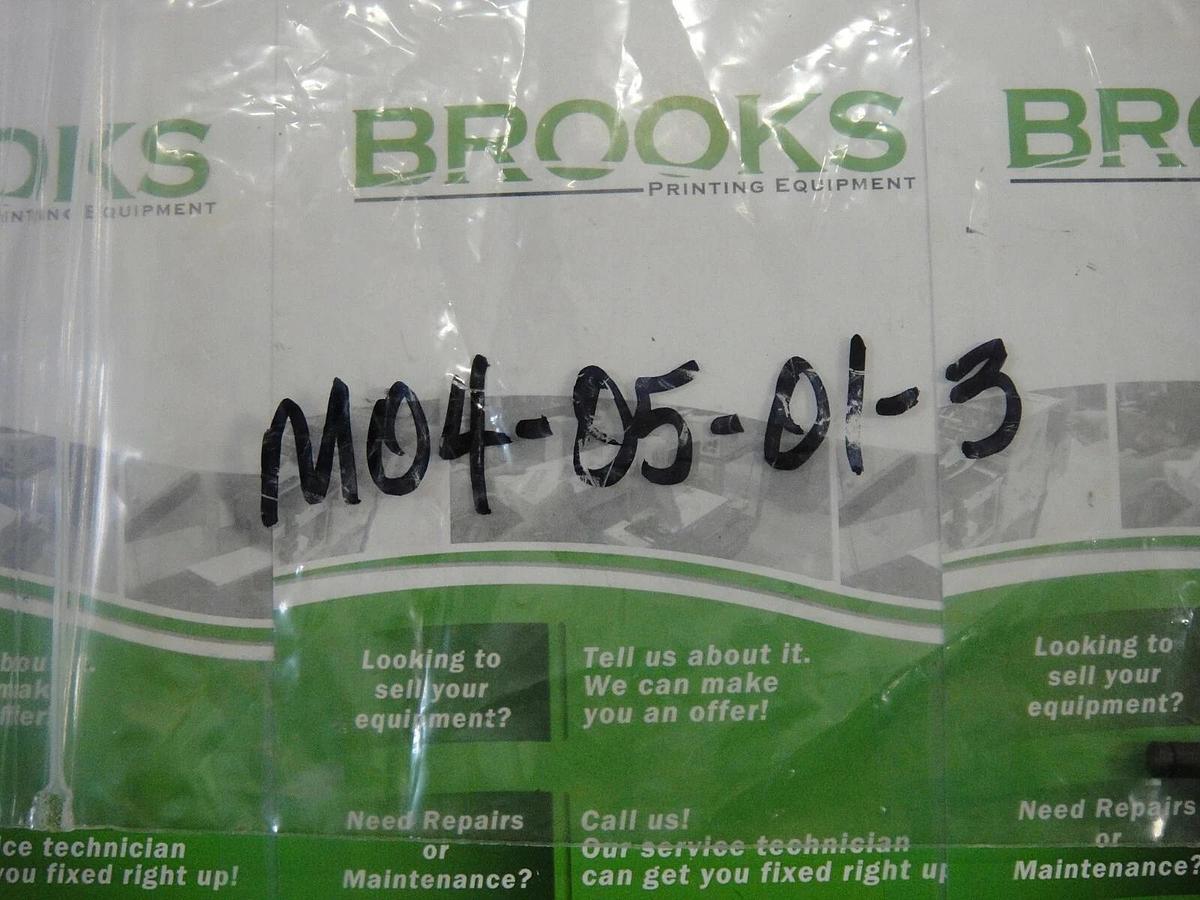 OKS
BROOKS
BRO
INTING EQUIPMENT
PRINTING EQUIPMENT
M04-05-01-3
Looking to
sell your
equipment?
Tell us about it.
We can make
you an offer!
Looking to
sell your
equipment?
Need Repairs
or
Maintenance?
Call us!
Our service technician
can get you fixed right up
Need Repairs
or
Maintenance?
ice technician
you fixed right up!